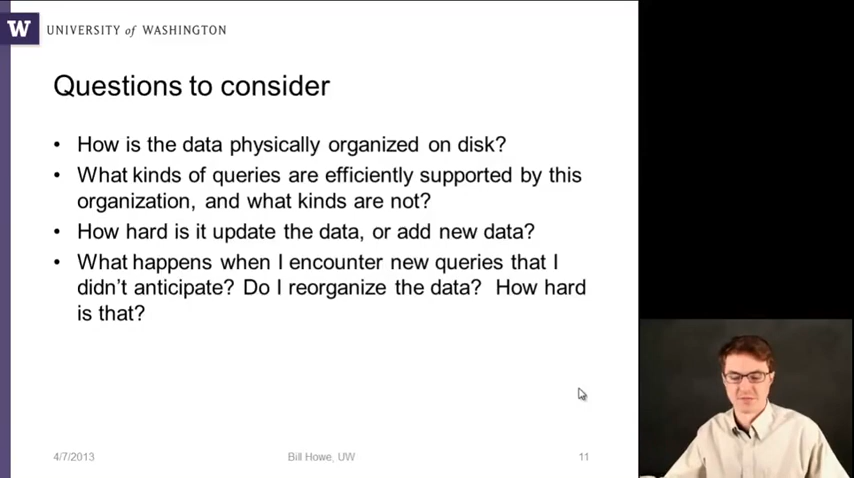 W UNIVERSITY of WASHINGTON
Questions to consider
• How is the data physically organized on disk?
• What kinds of queries are efficiently supported by this
organization, and what kinds are not?
• How hard is it update the data, or add new data?
• What happens when I encounter new queries that I
didn't anticipate? Do I reorganize the data? How hard
is that?
4/7/2013 Bill Howe, UW 11